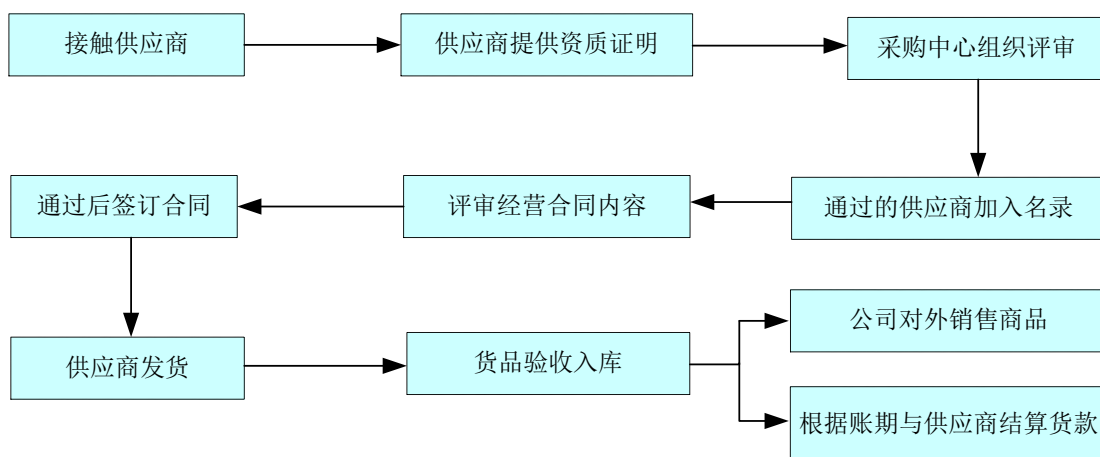 接触供应商
供应商提供资质证明
采购中心组织评审
通过的供应商加入名录
评审经营合同内容
通过后签订合同
供应商发货
货品验收入库
公司对外销售商品
根据账期与供应商结算货款